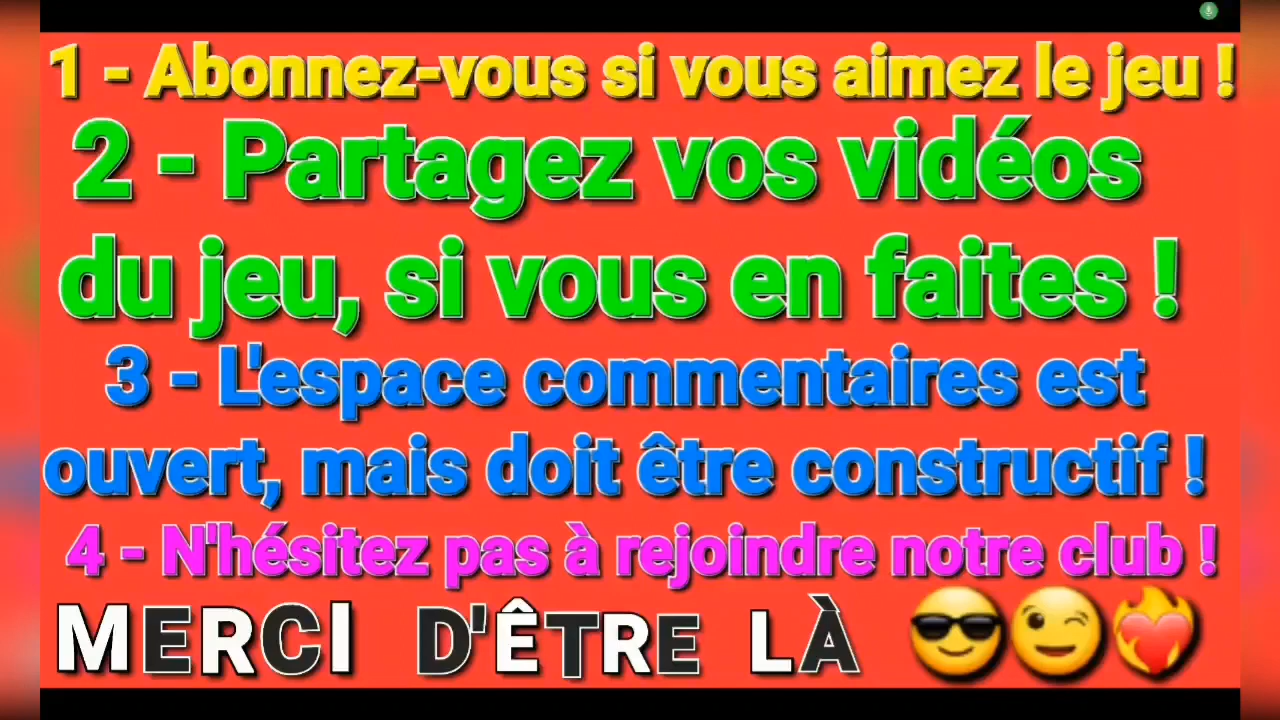 1 - Abonnez-vous si vous aimez le jeu !
2 - Partagez vos vidéos
du jeu, si vous en faites !
3 - L'espace commentaires est
ouvert, mais doit être constructif !
4 - N'hésitez pas à rejoindre notre club !
MERCI D'ÊTRE LÀ 😎😉❤️‍🔥